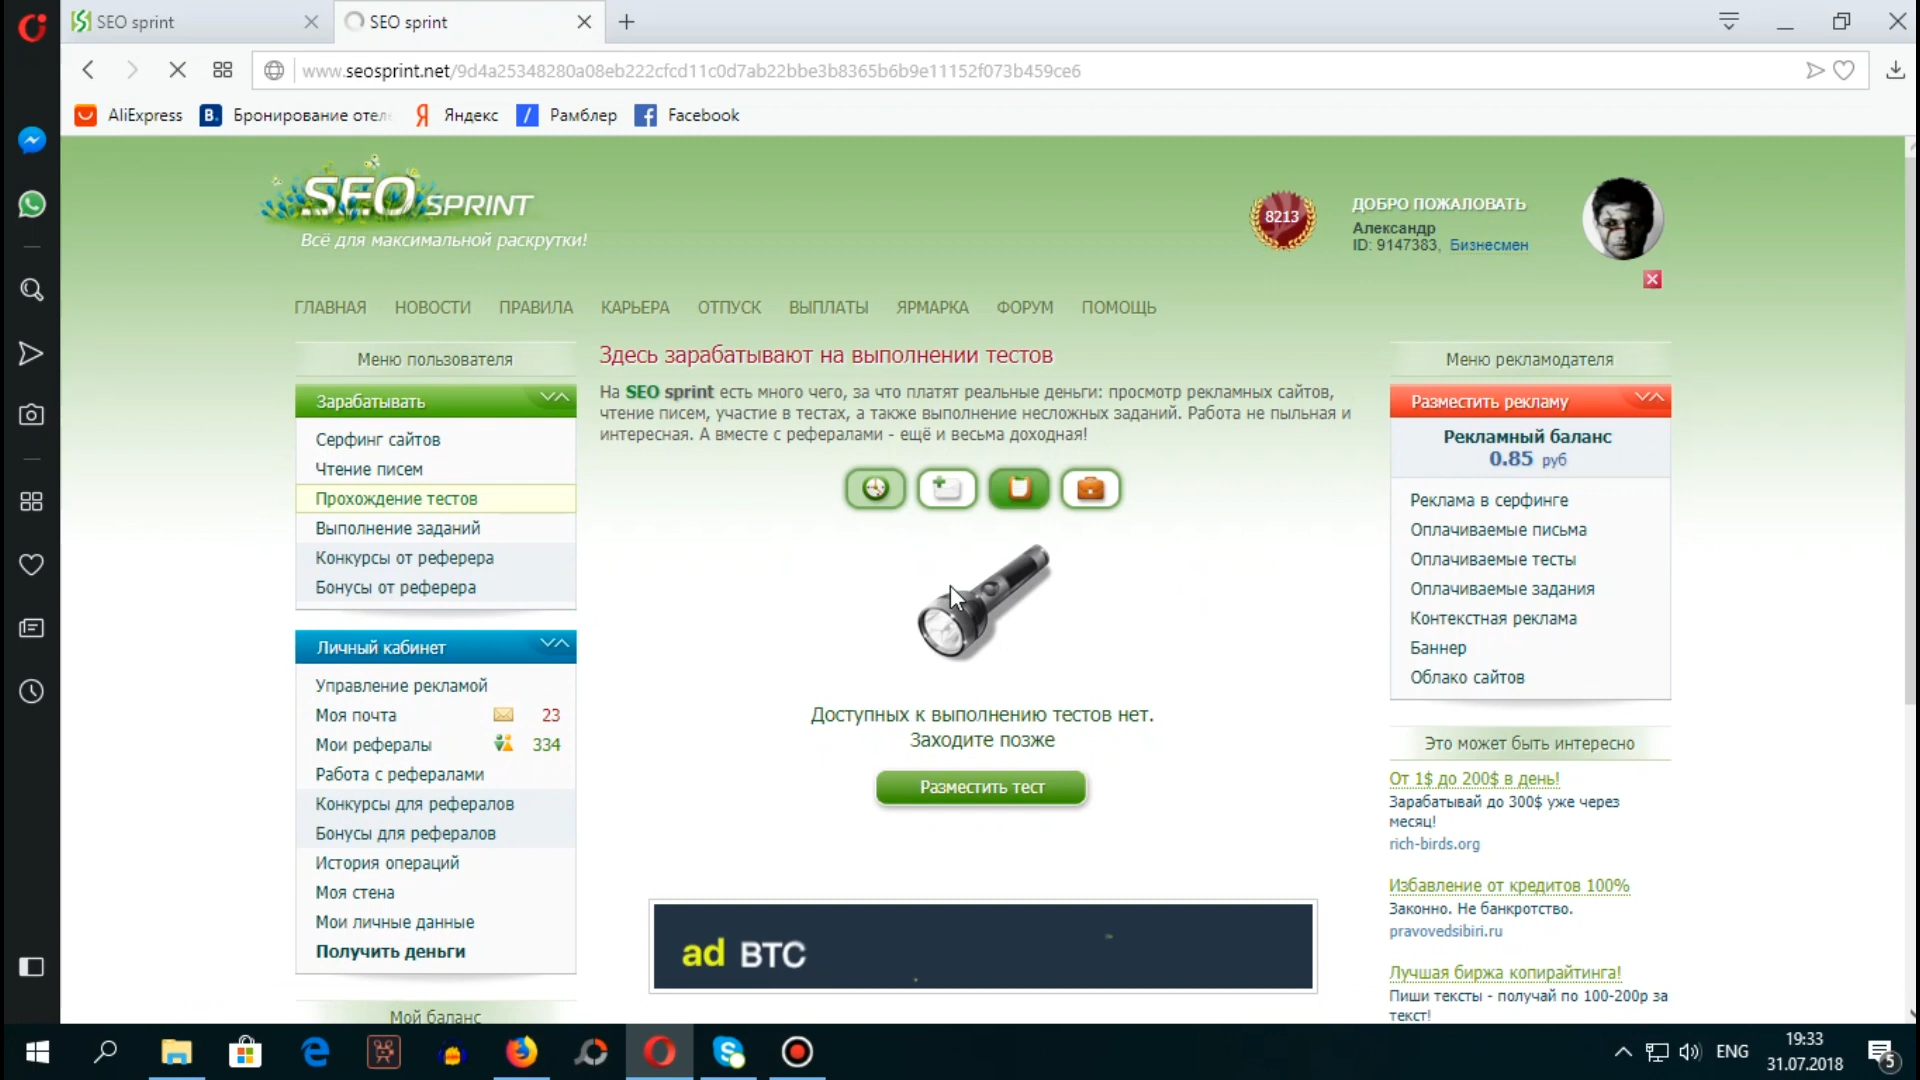 SEO sprint
SEO sprint
www.seosprint.net/9d4a25348280a08eb222cfcd11c0d7ab22bbe3b8365b6b9e11152f073b459ce6
AliExpress
Бронирование отел
Яндекс
Рамблер
Facebook
SEO SPRINT
Всё для максимальной раскрутки!
8213
ДОБРО ПОЖАЛОВАТЬ
Александр
ID: 9147383, Бизнесмен
ГЛАВНАЯ НОВОСТИ ПРАВИЛА КАРЬЕРА ОТПУСК ВЫПЛАТЫ ЯРМАРКА ФОРУМ ПОМОЩЬ
Меню пользователя
Зарабатывать
Серфинг сайтов
Чтение писем
Прохождение тестов
Выполнение заданий
Конкурсы от реферера
Бонусы от реферера
Личный кабинет
Управление рекламой
Моя почта 23
Мои рефералы 334
Работа с рефералами
Конкурсы для рефералов
Бонусы для рефералов
История операций
Моя стена
Мои личные данные
Получить деньги
Мой баланс
Здесь зарабатывают на выполнении тестов
На SEO sprint есть много чего, за что платят реальные деньги: просмотр рекламных сайтов,
чтение писем, участие в тестах, а также выполнение несложных заданий. Работа не пыльная и
интересная. А вместе с рефералами - ещё и весьма доходная!
Доступных к выполнению тестов нет.
Заходите позже
Разместить тест
ad BTC
Меню рекламодателя
Разместить рекламу
Рекламный баланс
0.85 руб
Реклама в серфинге
Оплачиваемые письма
Оплачиваемые тесты
Оплачиваемые задания
Контекстная реклама
Баннер
Облако сайтов
Это может быть интересно
От 1$ до 200$ в день!
Зарабатывай до 300$ уже через
месяц!
rich-birds.org
Избавление от кредитов 100%
Законно. Не банкротство.
pravovedsibiri.ru
Лучшая биржа копирайтинга!
Пиши тексты - получай по 100-200р за
текст!
ENG
19:33
31.07.2018
5